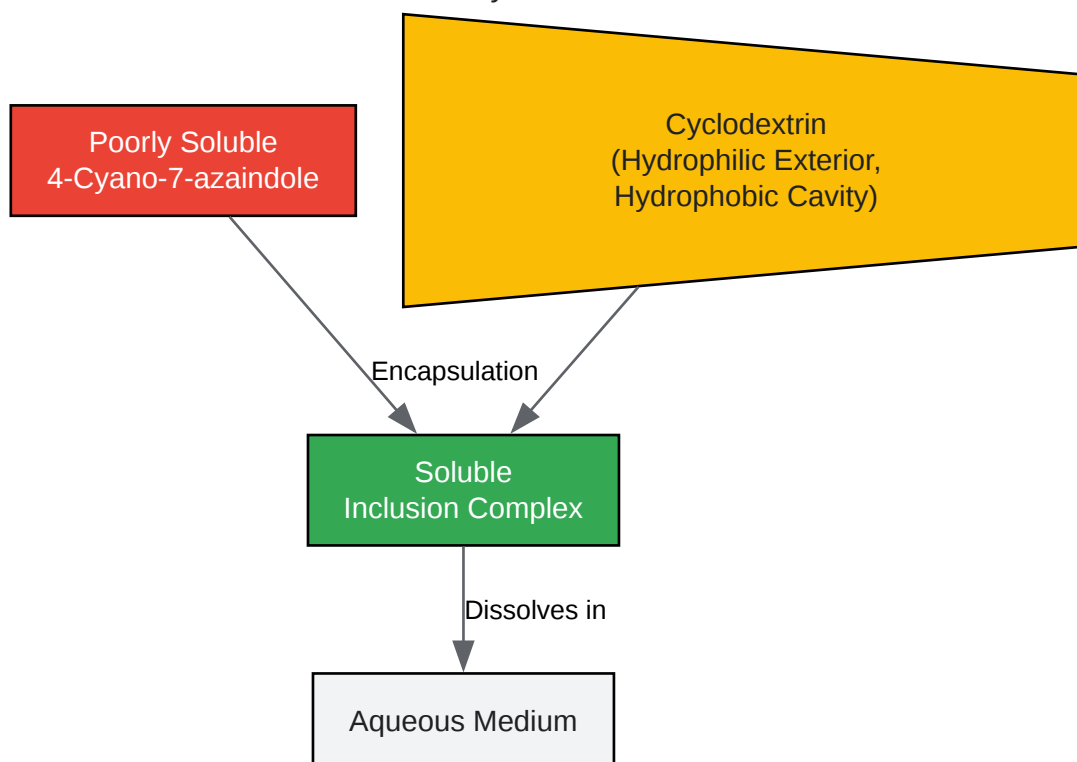 Poorly Soluble
4-Cyano-7-azaindole
Cyclodextrin
(Hydrophilic Exterior,
Hydrophobic Cavity)
Encapsulation
Soluble
Inclusion Complex
Dissolves in
Aqueous Medium